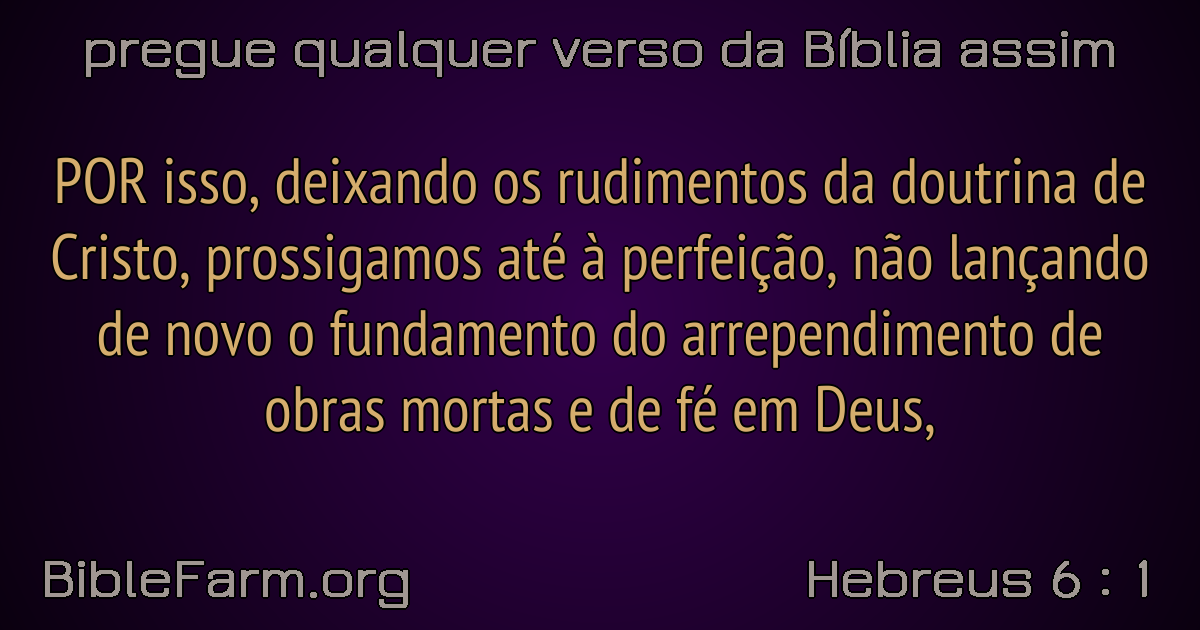 pregue qualquer verso da Bíblia assim
POR isso, deixando os rudimentos da doutrina de
Cristo, prossigamos até à perfeição, não lançando
de novo o fundamento do arrependimento de
obras mortas e de fé em Deus,
BibleFarm.org
Hebreus 6 : 1